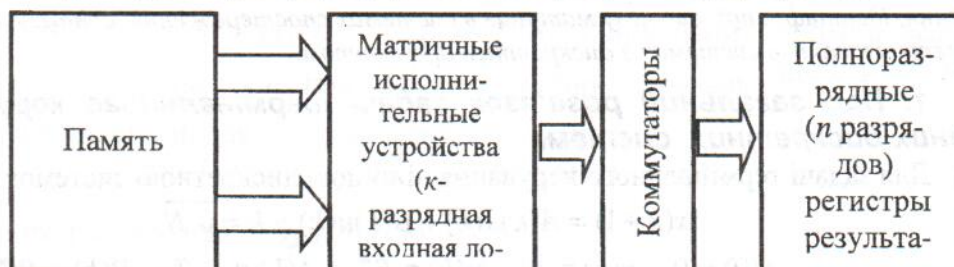 Память
Матричные
исполни-
тельные
устройства
(к-
разрядная
входная ло-
Коммутаторы
Полнораз-
рядные
(n разря-
дов)
регистры
результа-